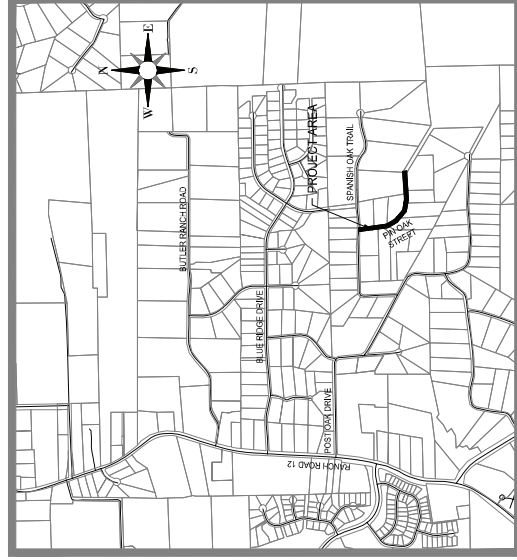 N
E
S
W
BUTLER RANCH ROAD
PROJECT AREA
SPANISH OAK TRAIL
PIN OAK
STREET
BLUE RIDGE DRIVE
POST OAK DRIVE
RANCH ROAD 12